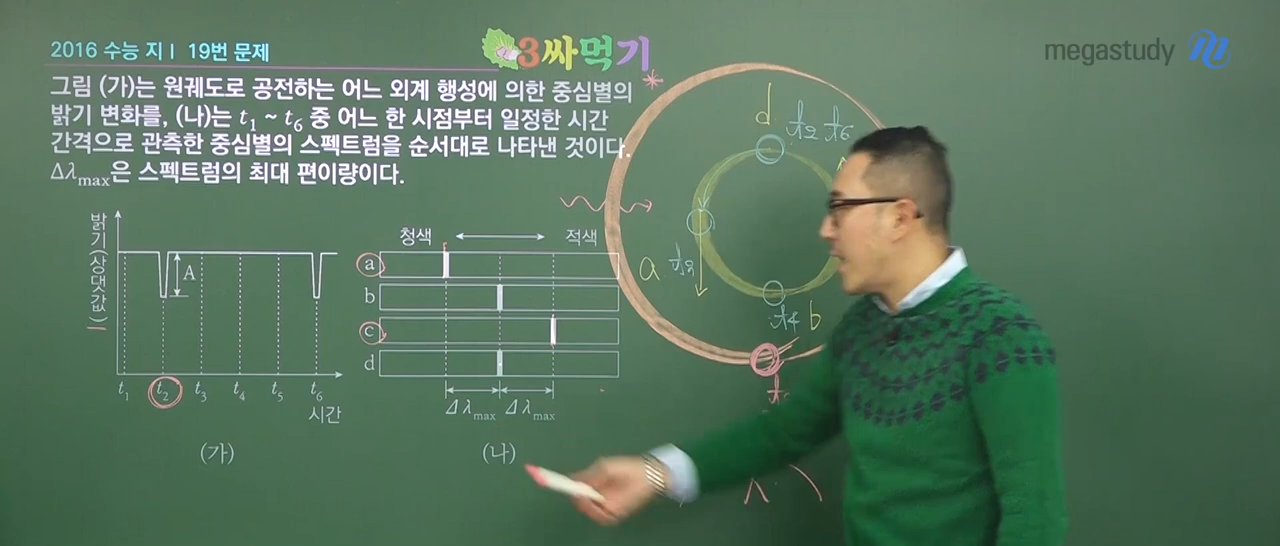 2016 수능 지Ⅰ 19번 문제
3싸먹기
megastudy
그림 (가)는 원궤도로 공전하는 어느 외계 행성에 의한 중심별의
밝기 변화를, (나)는 t₁ ~ t₆ 중 어느 한 시점부터 일정한 시간
간격으로 관측한 중심별의 스펙트럼을 순서대로 나타낸 것이다.
Δλmax은 스펙트럼의 최대 편이량이다.
밝기(상댓값)
A
t₁ t₂ t₃ t₄ t₅ t₆
시간
(가)
청색 적색
a
b
c
d
Δλmax Δλmax
(나)
d t₂ t₆
a t₃
t₄ b